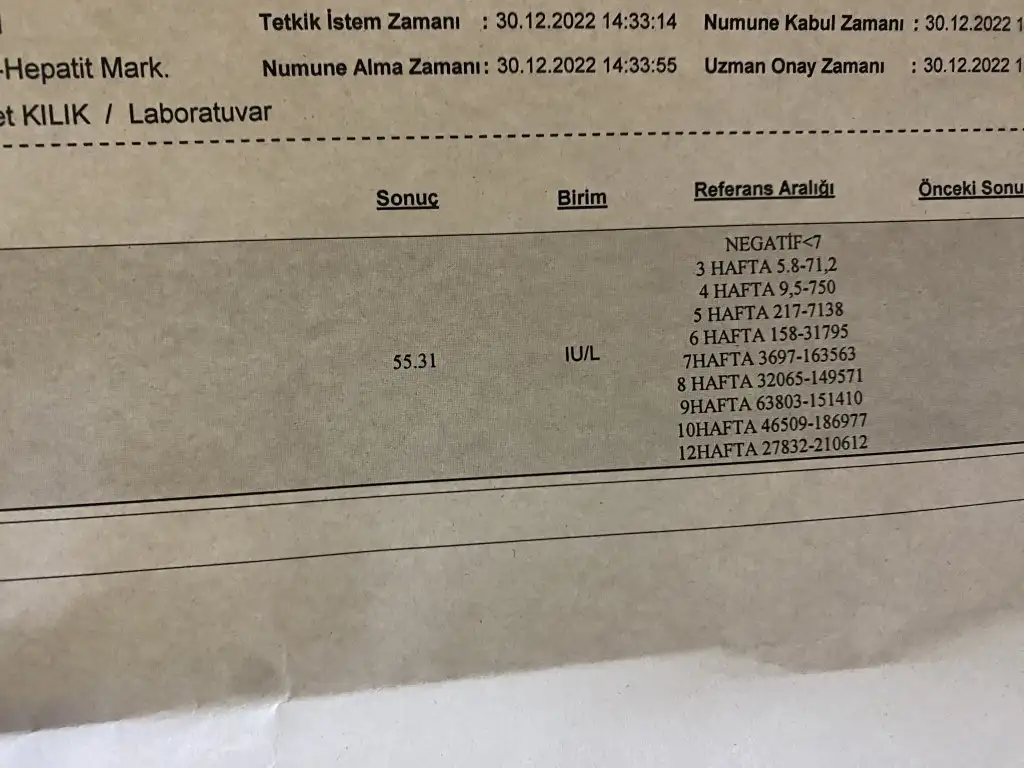 Tetkik İstem Zamanı : 30.12.2022 14:33:14 Numune Kabul Zamanı : 30.12.2022 1
-Hepatit Mark. Numune Alma Zamanı: 30.12.2022 14:33:55 Uzman Onay Zamanı : 30.12.2022 1
et KILIK / Laboratuvar
Sonuç Birim Referans Aralığı Önceki Sonu
NEGATİF<7
3 HAFTA 5.8-71,2
4 HAFTA 9,5-750
5 HAFTA 217-7138
6 HAFTA 158-31795
55.31 IU/L 7HAFTA 3697-163563
8 HAFTA 32065-149571
9HAFTA 63803-151410
10HAFTA 46509-186977
12HAFTA 27832-210612